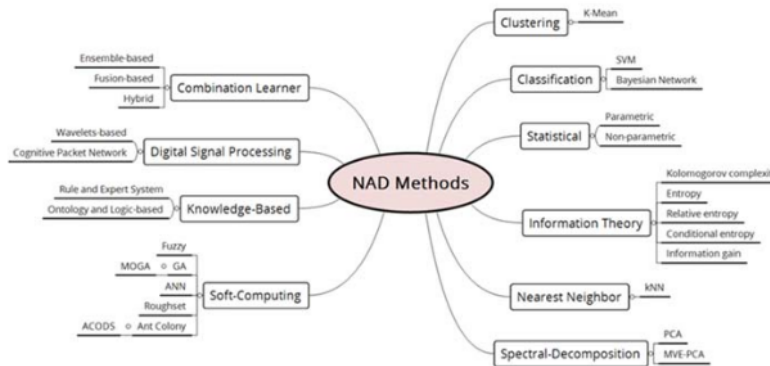 NAD Methods
Combination Learner
Ensemble-based
Fusion-based
Hybrid
Digital Signal Processing
Wavelets-based
Cognitive Packet Network
Knowledge-Based
Rule and Expert System
Ontology and Logic-based
Soft-Computing
Fuzzy
GA
MOGA
ANN
Roughset
Ant Colony
ACODS
Clustering
K-Mean
Classification
SVM
Bayesian Network
Statistical
Parametric
Non-parametric
Information Theory
Kolomogorov complexit
Entropy
Relative entropy
Conditional entropy
Information gain
Nearest Neighbor
kNN
Spectral-Decomposition
PCA
MVE-PCA